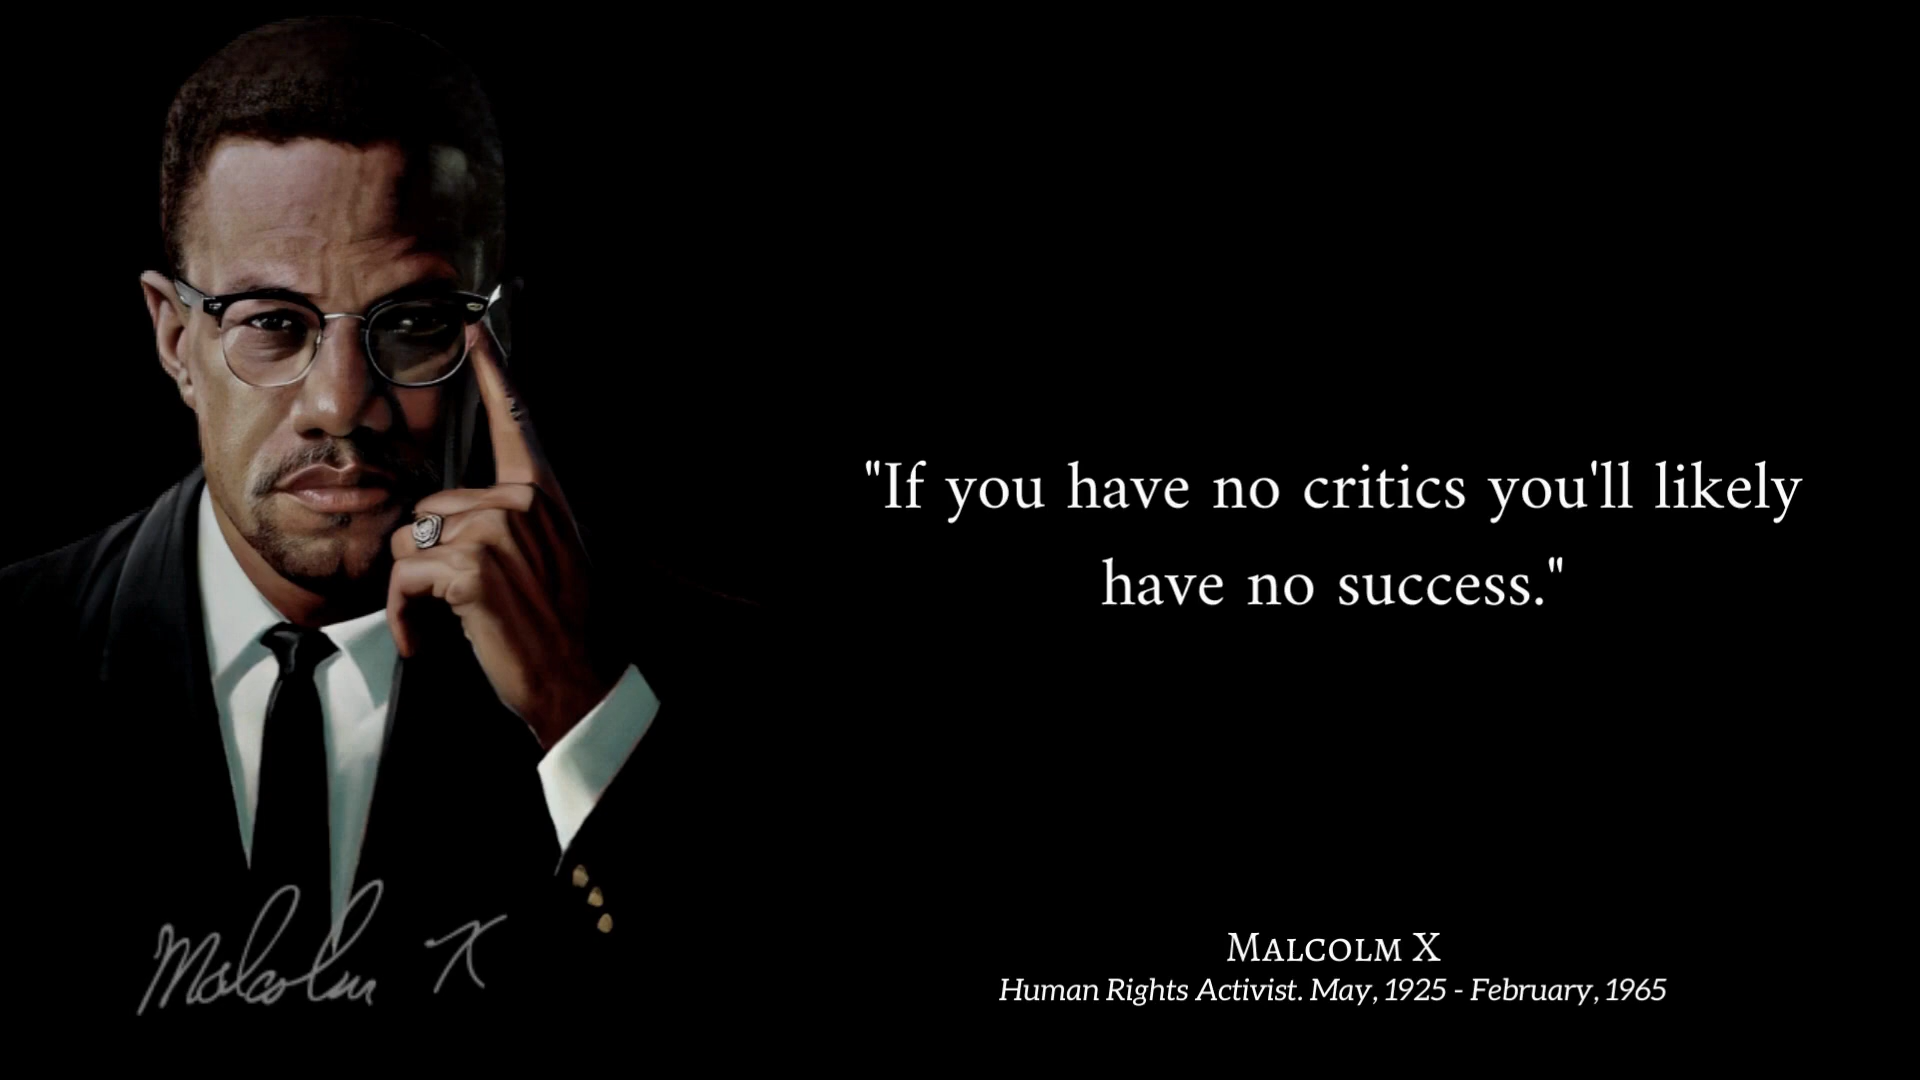 "If you have no critics you'll likely
have no success."
Malcolm X
Human Rights Activist. May, 1925 - February, 1965
Malcolm X